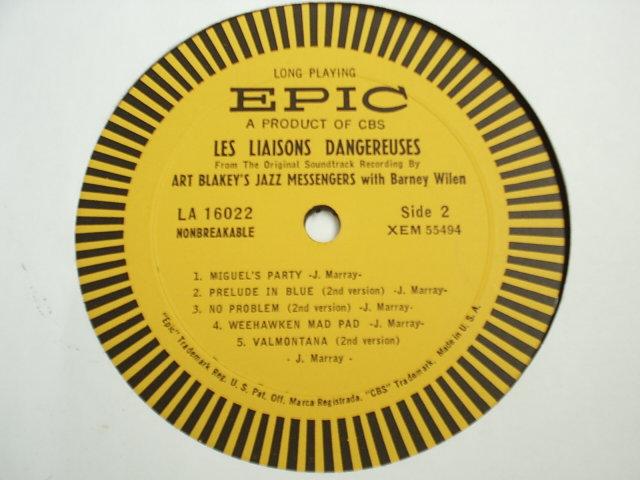 LONG PLAYING
EPIC
A PRODUCT OF CBS
LES LIAISONS DANGEREUSES
From The Original Soundtrack Recording By
ART BLAKEY'S JAZZ MESSENGERS with Barney Wilen
LA 16022 Side 2
NONBREAKABLE XEM 55494
1. MIGUEL'S PARTY -J. Marray-
2. PRELUDE IN BLUE (2nd version) -J. Marray-
3. NO PROBLEM (2nd version) -J. Marray-
4. WEEHAWKEN MAD PAD -J. Marray-
5. VALMONTANA (2nd version)
- J. Marray -
"Epic" Trademark Reg. U. S. Pat. Off. Marca Registrada. "CBS" Trademark. Made in U. S. A.